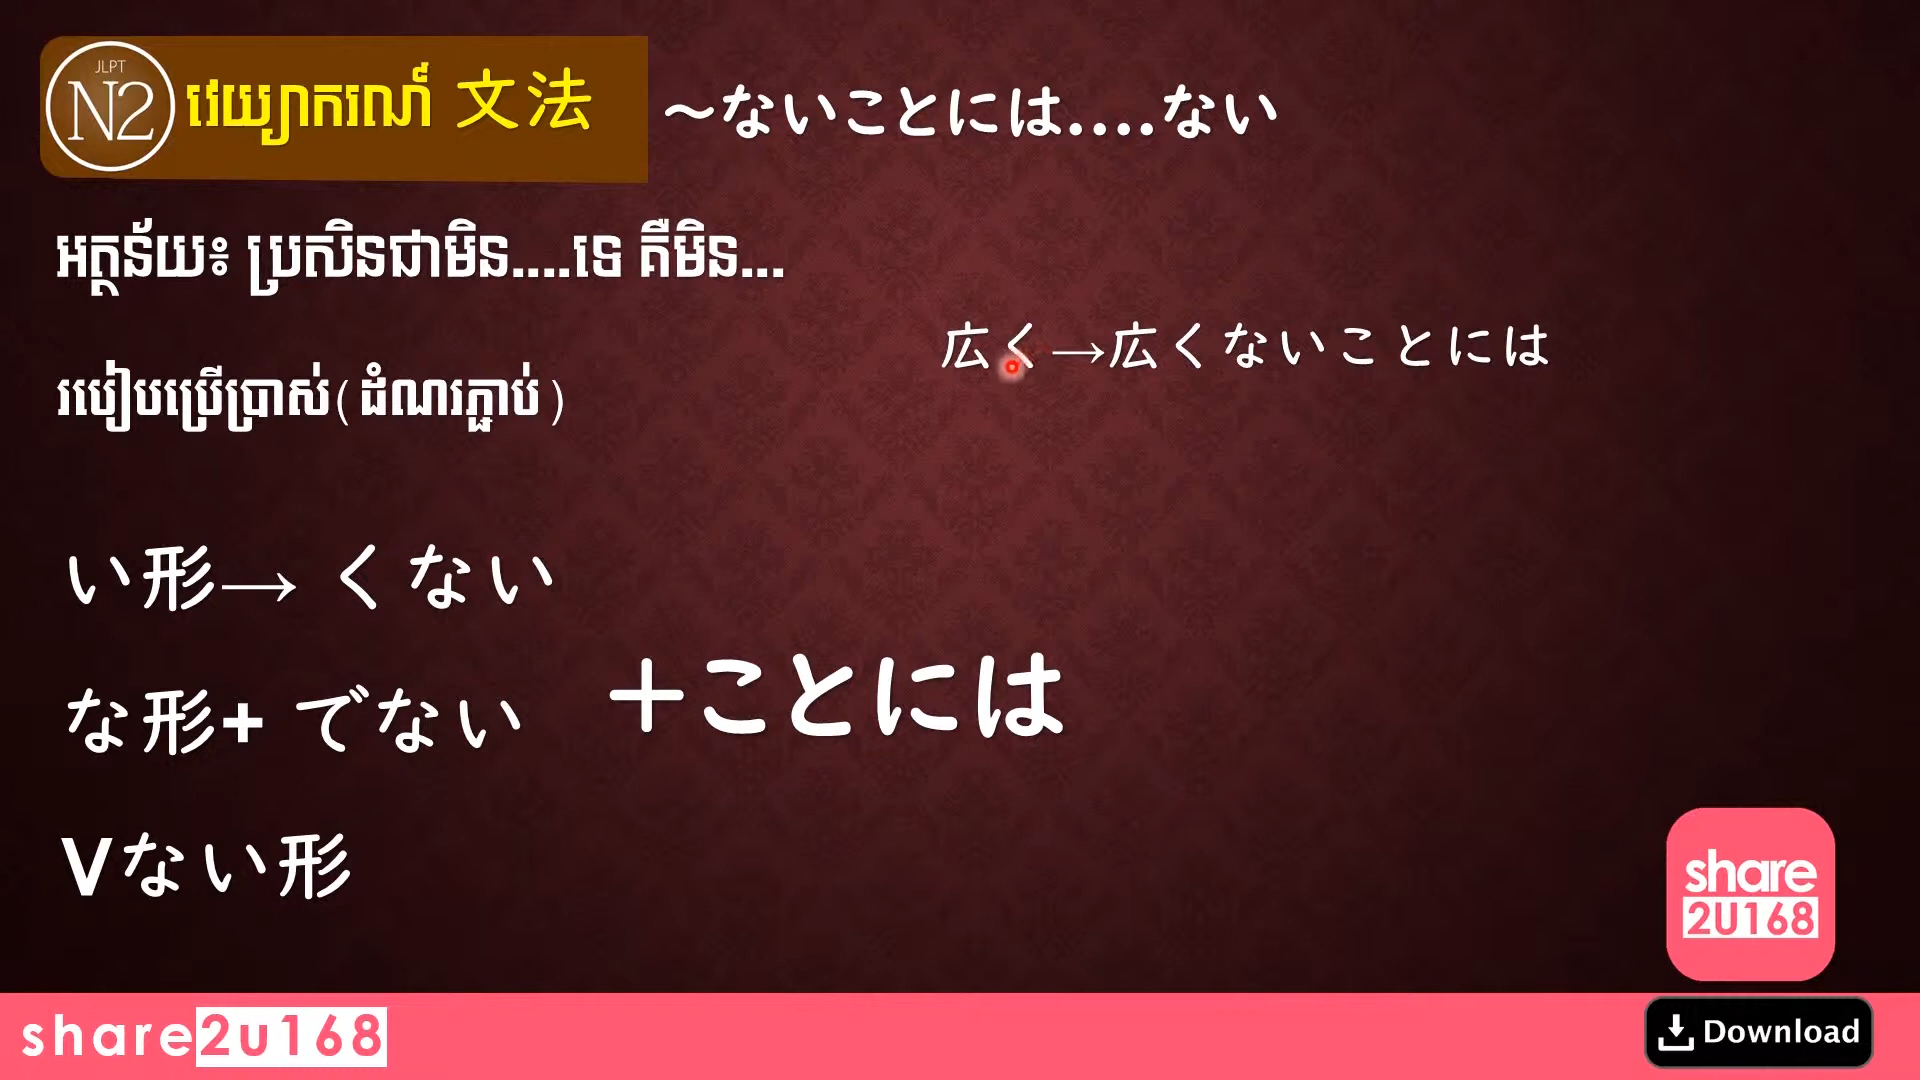 JLPT
N2
វេយ្យាករណ៍ 文法
～ないことには....ない
អត្ថន័យ៖ ប្រសិនជាមិន....ទេ គឺមិន...
広く→広くないことには
របៀបប្រើប្រាស់(ដំណរភ្ជាប់)
い形→ くない
な形+ でない
＋ことには
Vない形
share
2U168
share2u168
Download